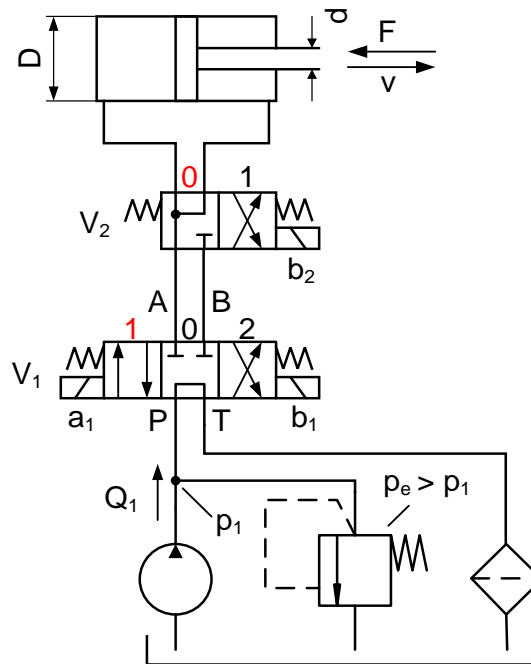 d
D
F
v
0 1
V₂
b₂
A B
1 0 2
V₁
a₁ P T b₁
Q₁
p₁
pₑ > p₁